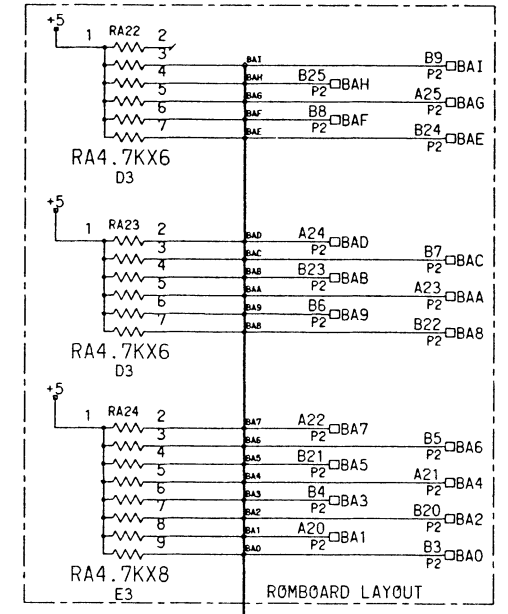 +5
1 RA22 2
3
BAI B9 P2 BAI
4
BAH B25 P2 BAH
5
BAG A25 P2 BAG
6
BAF B8 P2 BAF
7
BAE B24 P2 BAE
RA4.7KX6
D3
+5
1 RA23 2
BAD A24 P2 BAD
3
BAC B7 P2 BAC
4
BAB B23 P2 BAB
5
BAA A23 P2 BAA
6
BA9 B6 P2 BA9
7
BA8 B22 P2 BA8
RA4.7KX6
D3
+5
1 RA24 2
BA7 A22 P2 BA7
3
BA6 B5 P2 BA6
4
BA5 B21 P2 BA5
5
BA4 A21 P2 BA4
6
BA3 B4 P2 BA3
7
BA2 B20 P2 BA2
8
BA1 A20 P2 BA1
9
BA0 B3 P2 BA0
RA4.7KX8
E3
ROMBOARD LAYOUT